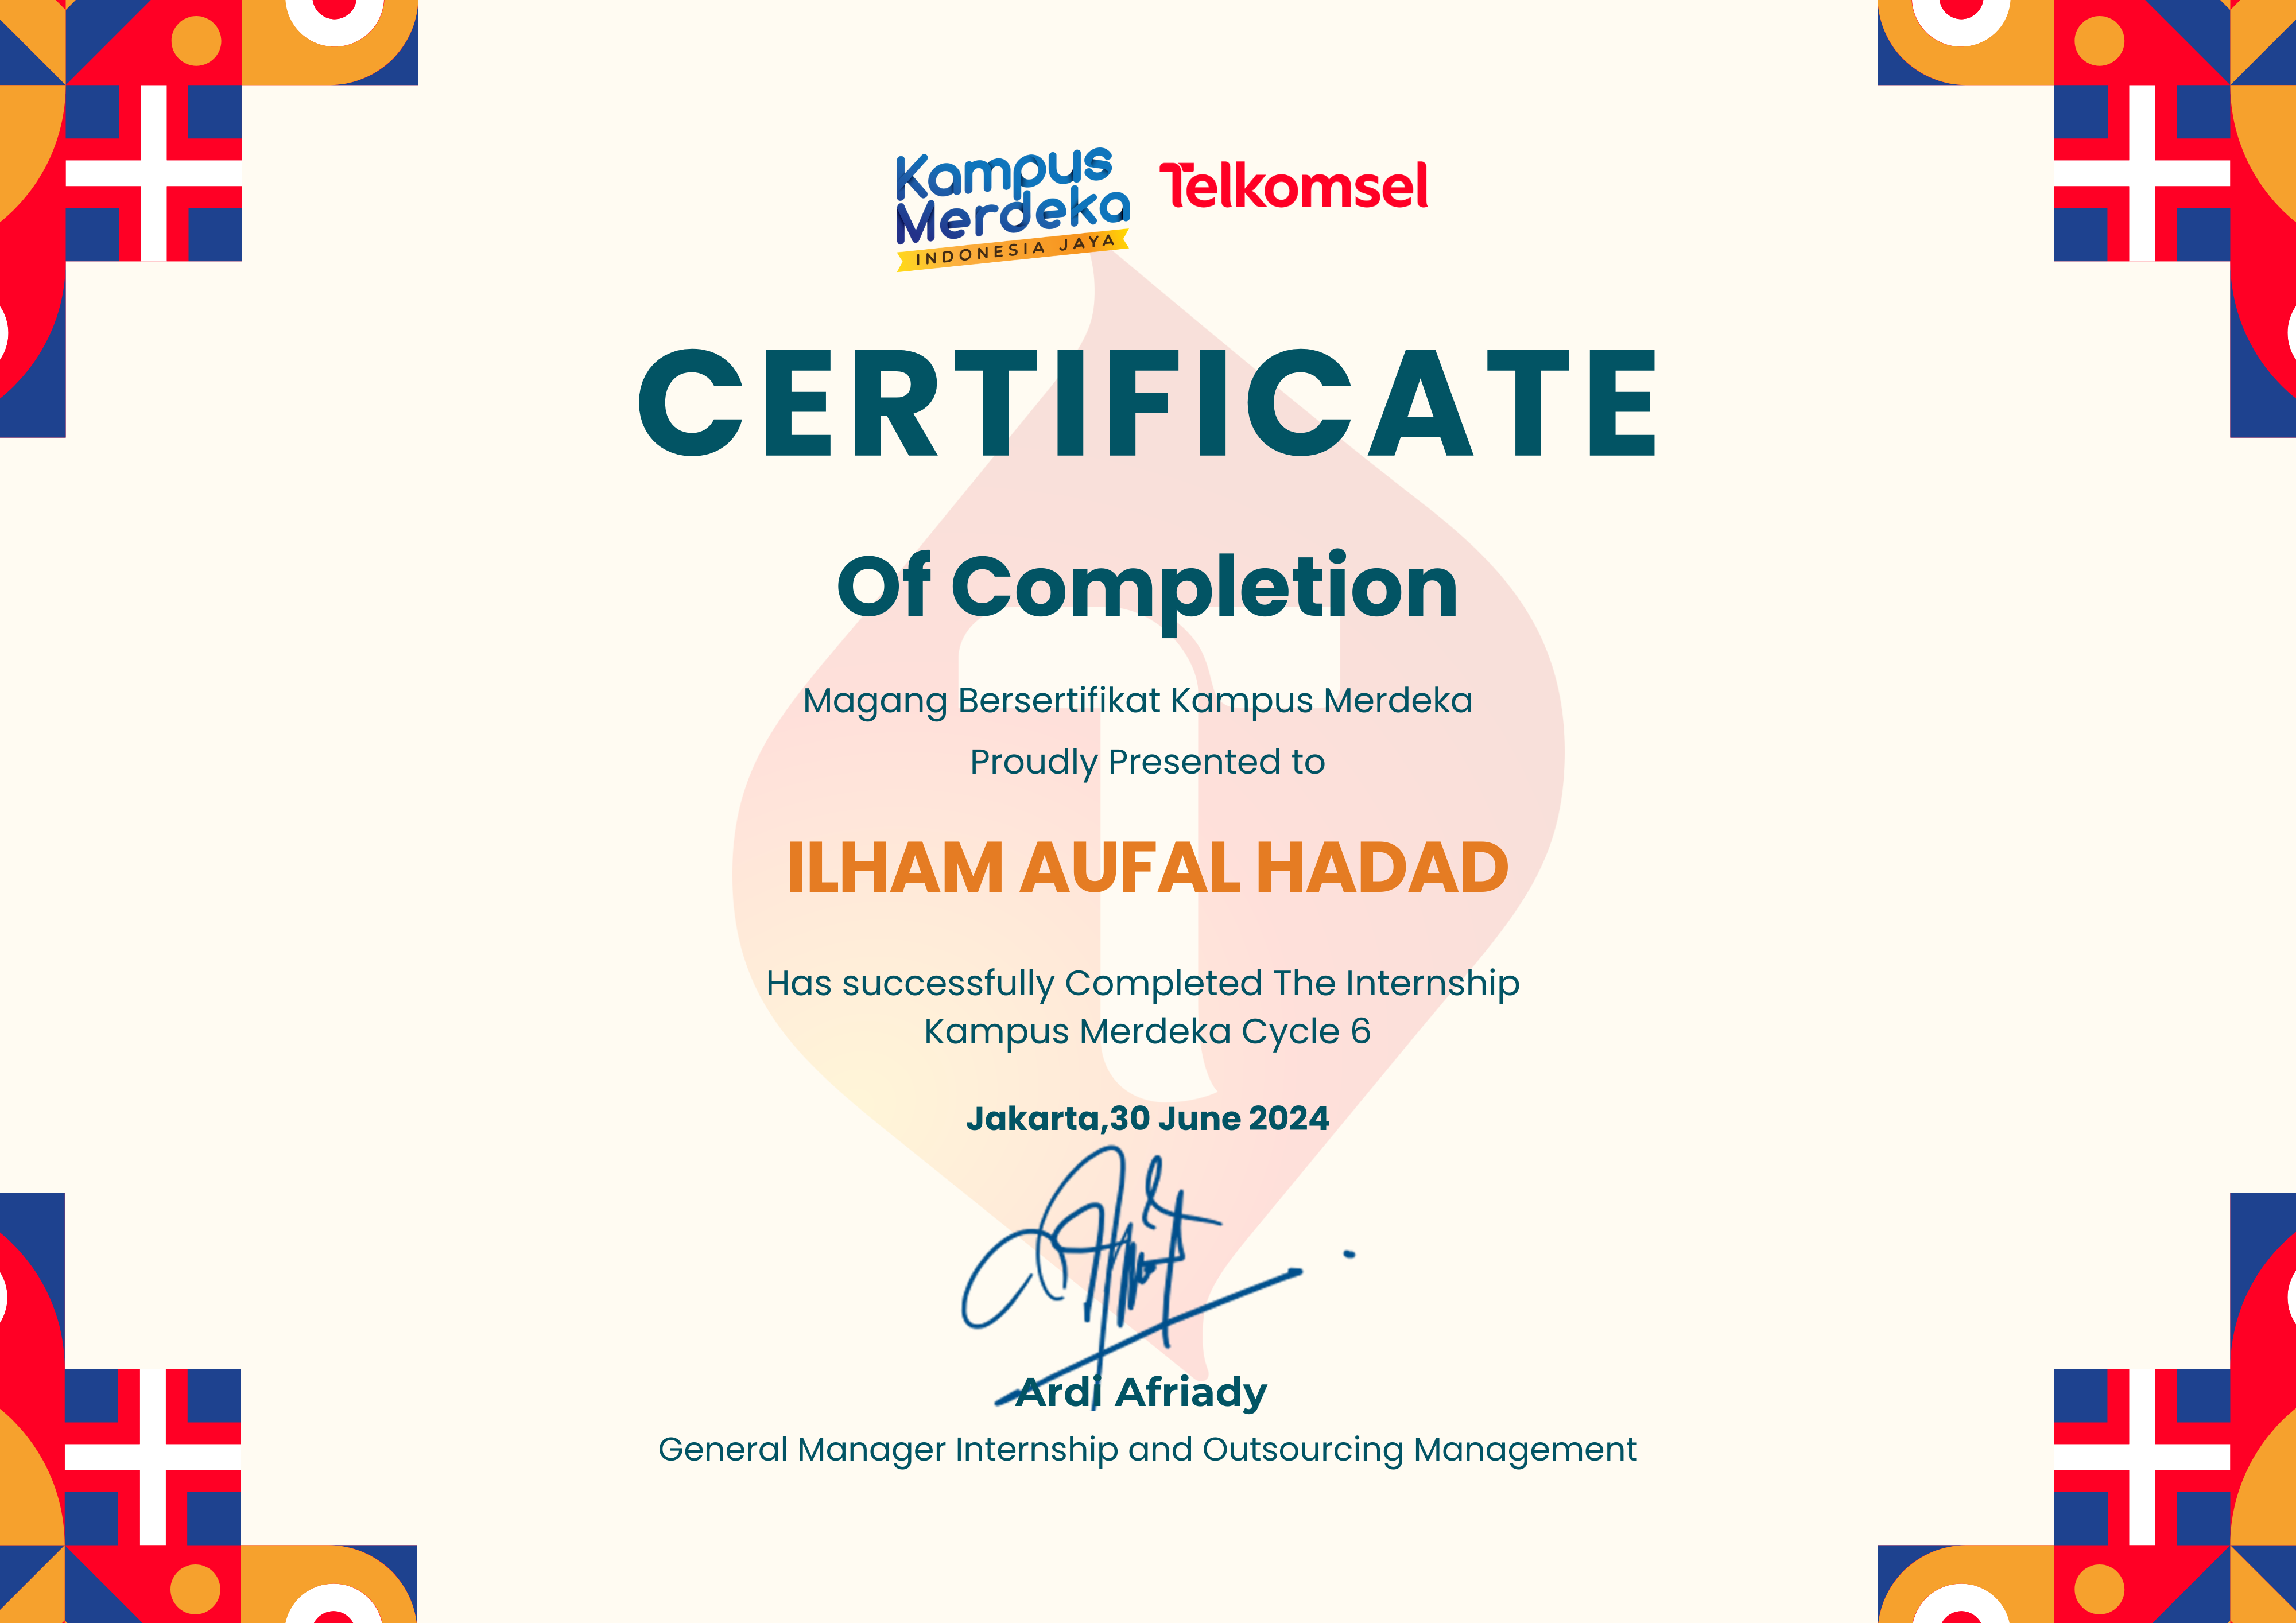 Kampus
Merdeka
INDONESIA JAYA
Telkomsel
CERTIFICATE
Of Completion
Magang Bersertifikat Kampus Merdeka
Proudly Presented to
ILHAM AUFAL HADAD
Has successfully Completed The Internship
Kampus Merdeka Cycle 6
Jakarta,30 June 2024
Ardi Afriady
General Manager Internship and Outsourcing Management